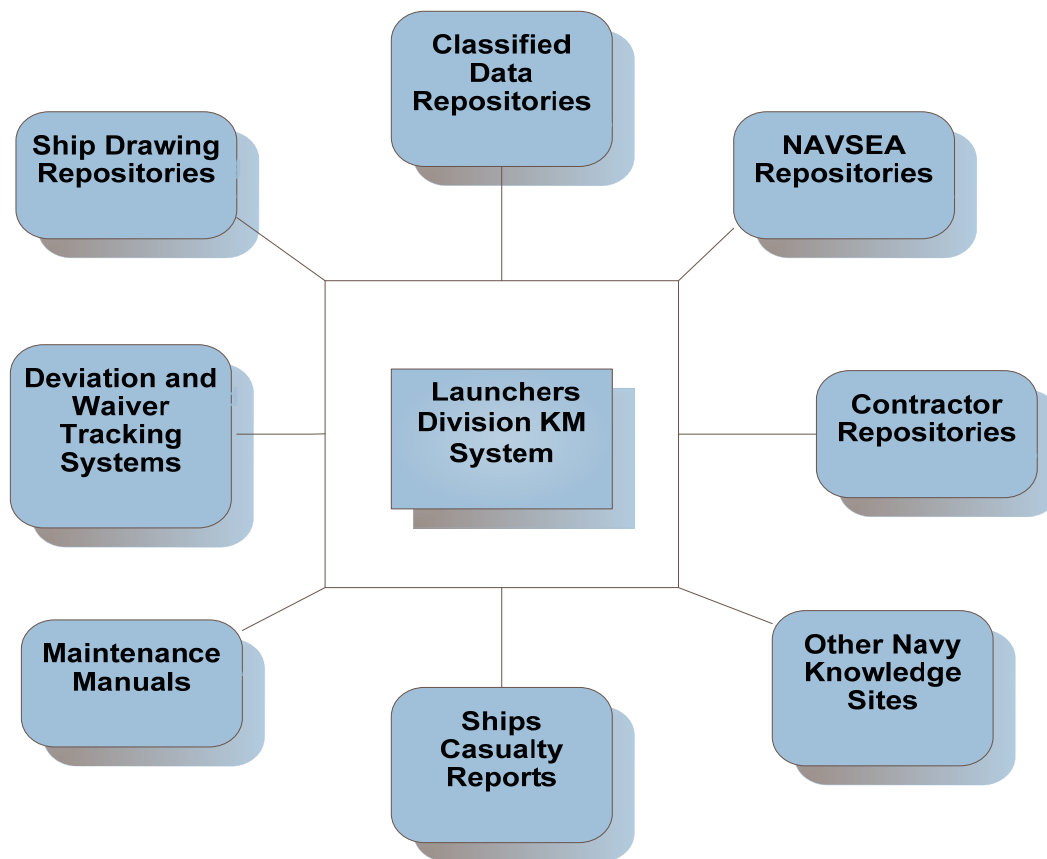 Classified
Data
Repositories
Ship Drawing
Repositories
NAVSEA
Repositories
Deviation and
Waiver
Tracking
Systems
Launchers
Division KM
System
Contractor
Repositories
Maintenance
Manuals
Ships
Casualty
Reports
Other Navy
Knowledge
Sites